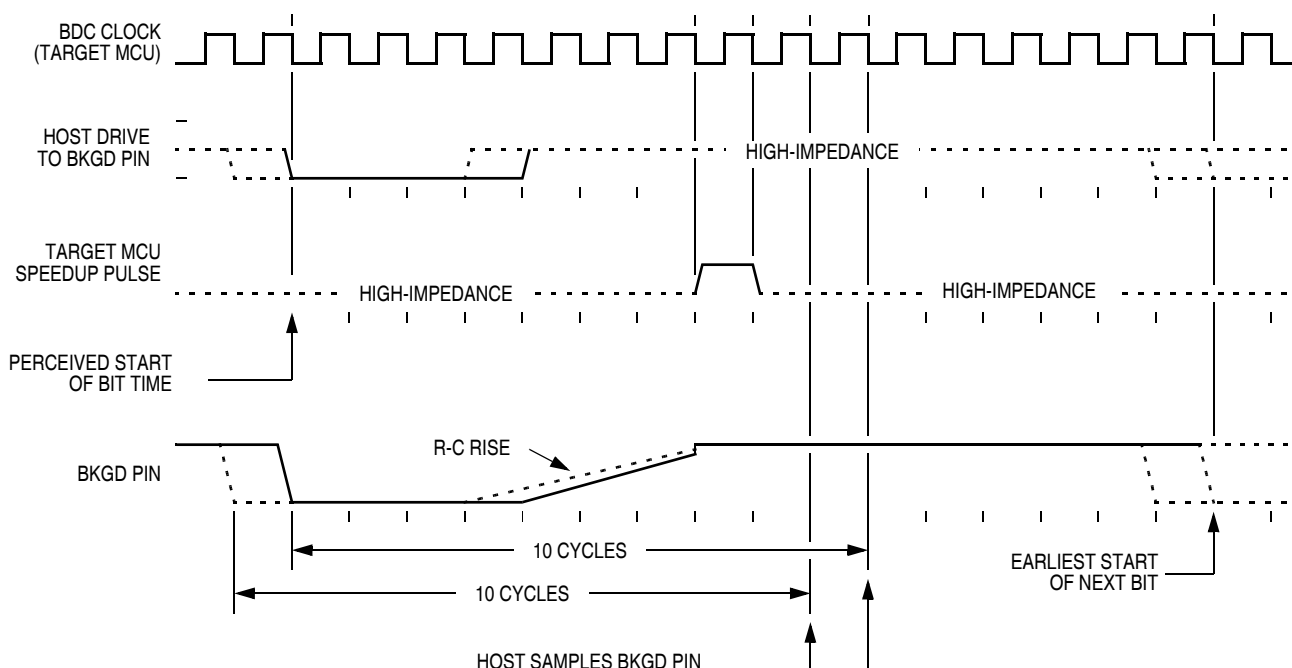 BDC CLOCK
(TARGET MCU)
HOST DRIVE
TO BKGD PIN
HIGH-IMPEDANCE
TARGET MCU
SPEEDUP PULSE
HIGH-IMPEDANCE
HIGH-IMPEDANCE
PERCEIVED START
OF BIT TIME
R-C RISE
BKGD PIN
10 CYCLES
EARLIEST START
OF NEXT BIT
10 CYCLES
HOST SAMPLES BKGD PIN